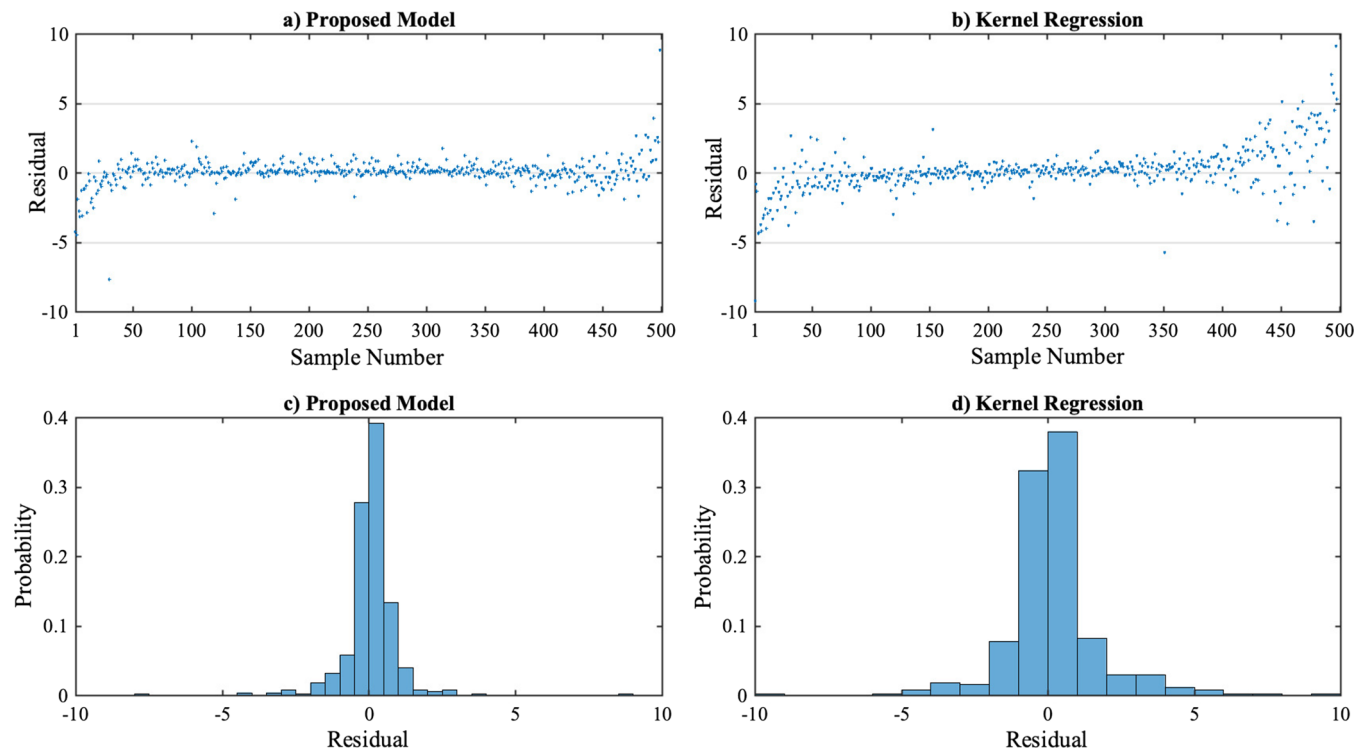 a) Proposed Model
10
5
0
-5
-10
Residual
1 50 100 150 200 250 300 350 400 450 500
Sample Number
b) Kernel Regression
10
5
0
-5
-10
Residual
1 50 100 150 200 250 300 350 400 450 500
Sample Number
c) Proposed Model
0.4
0.3
0.2
0.1
0
Probability
-10 -5 0 5 10
Residual
d) Kernel Regression
0.4
0.3
0.2
0.1
0
Probability
-10 -5 0 5 10
Residual